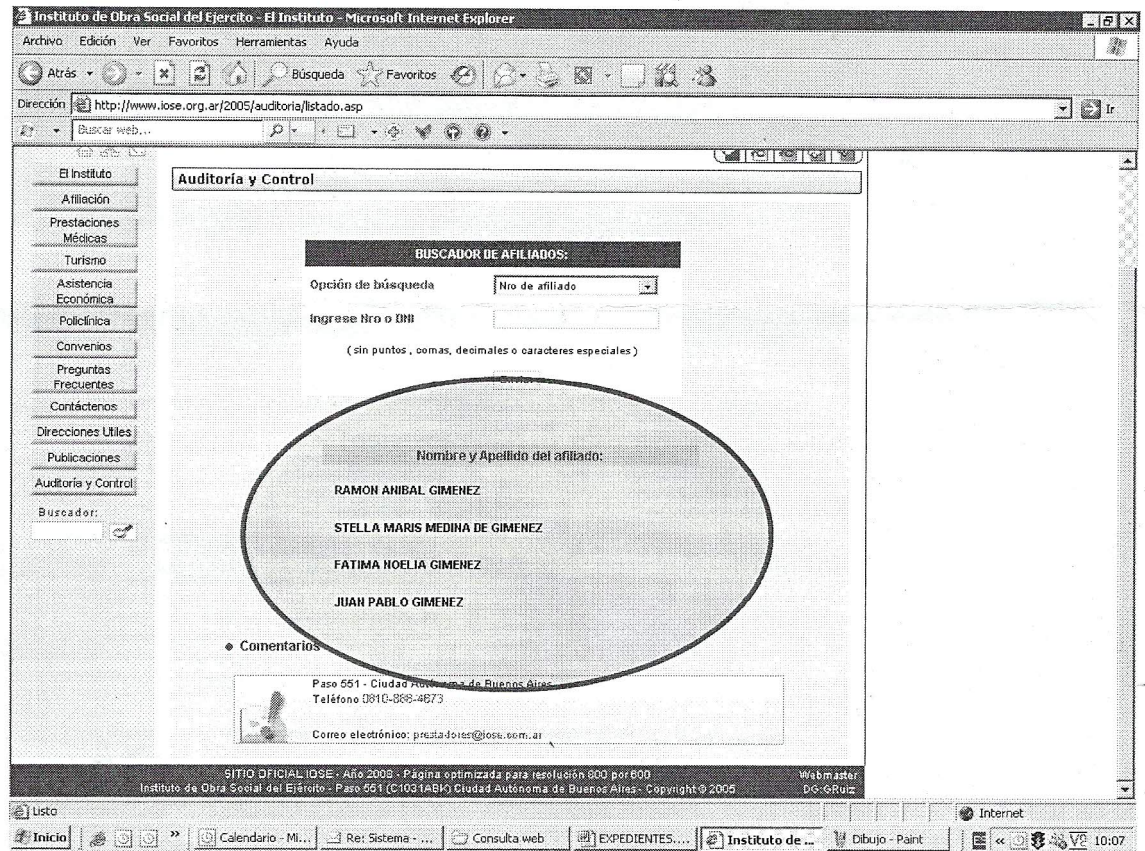 Instituto de Obra Social del Ejercito - El Instituto - Microsoft Internet Explorer
Archivo Edición Ver Favoritos Herramientas Ayuda
Atrás Búsqueda Favoritos
Dirección http://www.iose.org.ar/2005/auditoria/listado.asp Ir
Buscar web...
El Instituto
Afiliación
Prestaciones
Médicas
Turismo
Asistencia
Económica
Policlínica
Convenios
Preguntas
Frecuentes
Contáctenos
Direcciones Utiles
Publicaciones
Auditoría y Control
Buscador:
Auditoría y Control
BUSCADOR DE AFILIADOS:
Opción de búsqueda Nro de afiliado
Ingrese Nro o DNI
(sin puntos , comas, decimales o caracteres especiales )
Enviar
Nombre y Apellido del afiliado:
RAMON ANIBAL GIMENEZ
STELLA MARIS MEDINA DE GIMENEZ
FATIMA NOELIA GIMENEZ
JUAN PABLO GIMENEZ
Comentarios
Paso 551 - Ciudad Autónoma de Buenos Aires
Teléfono 0810-888-4673
Correo electrónico: prestadores@iose.com.ar
SITIO OFICIAL IOSE - Año 2008 - Página optimizada para resolución 800 por 600 Webmaster
Instituto de Obra Social del Ejército - Paso 551 (C1031ABK) Ciudad Autónoma de Buenos Aires - Copyright © 2005 DG-GRuiz
Listo Internet
Inicio » Calendario - Mi... Re: Sistema - ... Consulta web EXPEDIENTES.... Instituto de ... Dibujo - Paint « 10:07